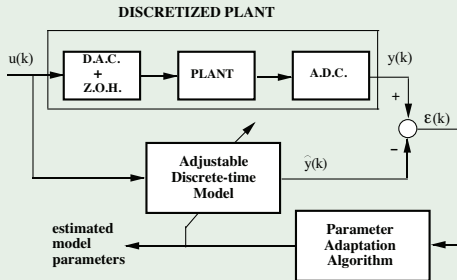 DISCRETIZED PLANT
u(k)
D.A.C.
+
Z.O.H.
PLANT
A.D.C.
y(k)
+
ε(k)
−
Adjustable
Discrete-time
Model
ŷ(k)
estimated
model
parameters
Parameter
Adaptation
Algorithm